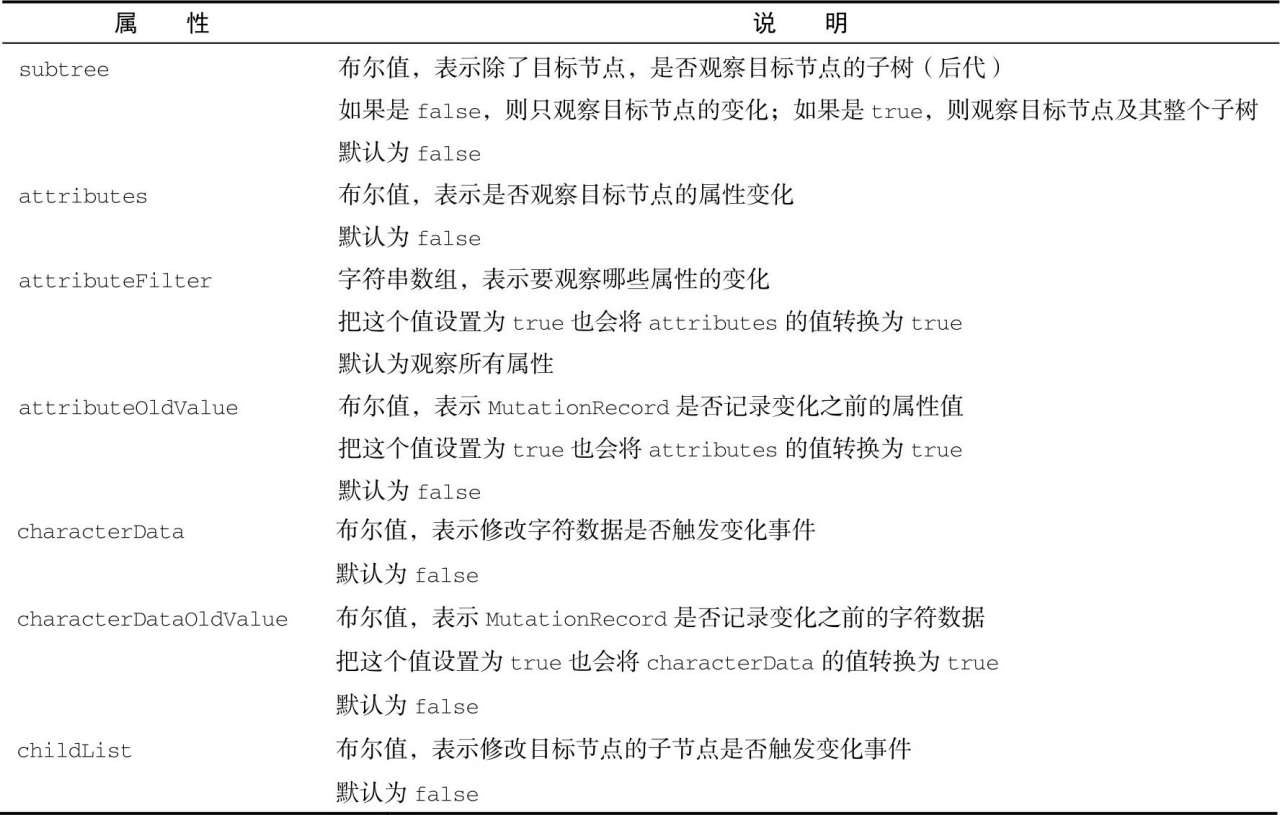 属 性 说 明
subtree 布尔值，表示除了目标节点，是否观察目标节点的子树（后代）
如果是 false，则只观察目标节点的变化；如果是 true，则观察目标节点及其整个子树
默认为 false
attributes 布尔值，表示是否观察目标节点的属性变化
默认为 false
attributeFilter 字符串数组，表示要观察哪些属性的变化
把这个值设置为 true 也会将 attributes 的值转换为 true
默认为观察所有属性
attributeOldValue 布尔值，表示 MutationRecord 是否记录变化之前的属性值
把这个值设置为 true 也会将 attributes 的值转换为 true
默认为 false
characterData 布尔值，表示修改字符数据是否触发变化事件
默认为 false
characterDataOldValue 布尔值，表示 MutationRecord 是否记录变化之前的字符数据
把这个值设置为 true 也会将 characterData 的值转换为 true
默认为 false
childList 布尔值，表示修改目标节点的子节点是否触发变化事件
默认为 false